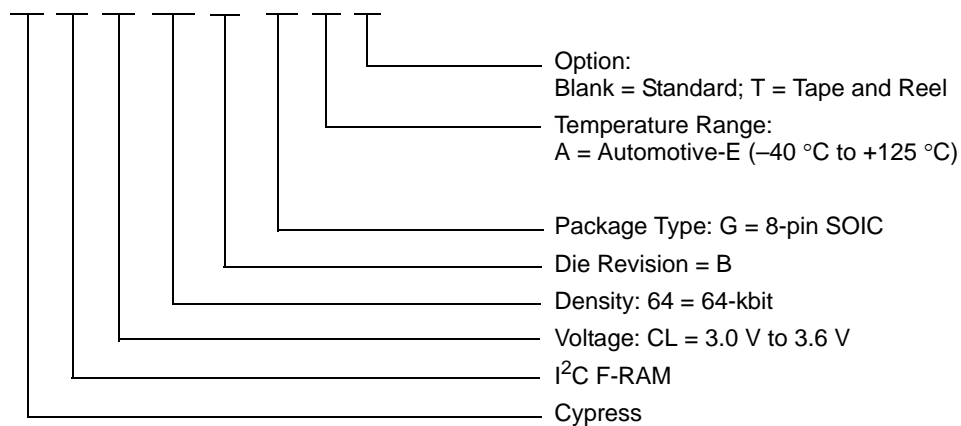 Option:
Blank = Standard; T = Tape and Reel
Temperature Range:
A = Automotive-E (–40 °C to +125 °C)
Package Type: G = 8-pin SOIC
Die Revision = B
Density: 64 = 64-kbit
Voltage: CL = 3.0 V to 3.6 V
I²C F-RAM
Cypress